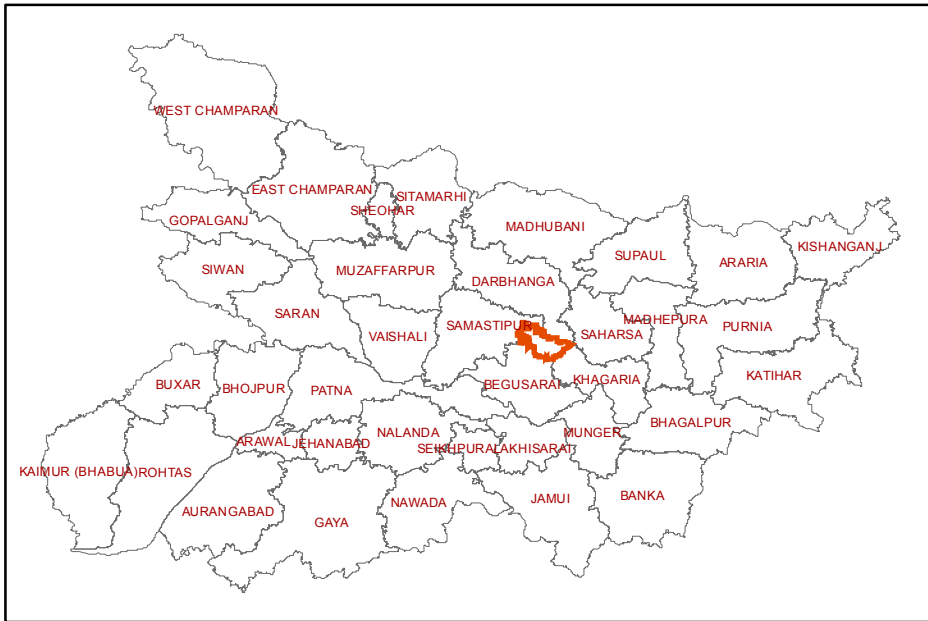 WEST CHAMPARAN
EAST CHAMPARAN
SITAMARHI
SHEOHAR
GOPALGANJ
MADHUBANI
KISHANGANJ
SUPAUL
ARARIA
SIWAN
MUZAFFARPUR
DARBHANGA
SARAN
SAMASTIPUR
MADHEPURA
PURNIA
VAISHALI
SAHARSA
BUXAR
BHOJPUR
PATNA
BEGUSARAI
KHAGARIA
KATIHAR
BHAGALPUR
NALANDA
MUNGER
ARAWAL
JEHANABAD
SEIKHPURA
LAKHISARAI
KAIMUR (BHABUA)
ROHTAS
BANKA
JAMUI
NAWADA
AURANGABAD
GAYA